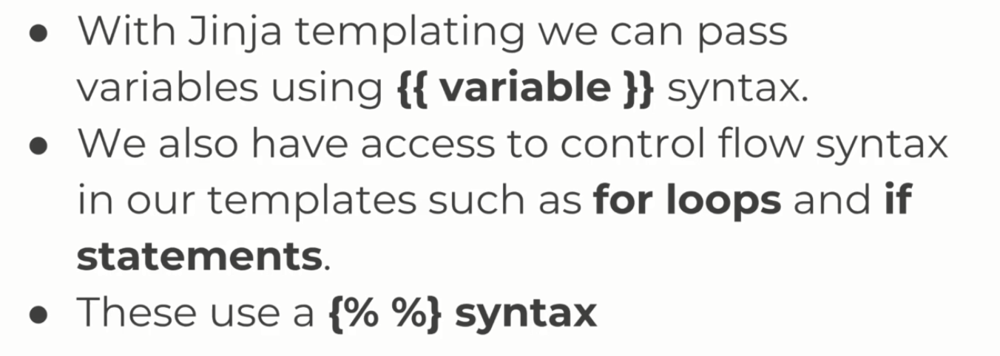 ● With Jinja templating we can pass
variables using {{ variable }} syntax.
● We also have access to control flow syntax
in our templates such as for loops and if
statements.
● These use a {% %} syntax